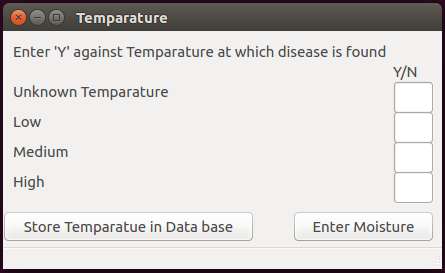 Temparature
Enter 'Y' against Temparature at which disease is found
Y/N
Unknown Temparature
Low
Medium
High
Store Temparatue in Data base
Enter Moisture